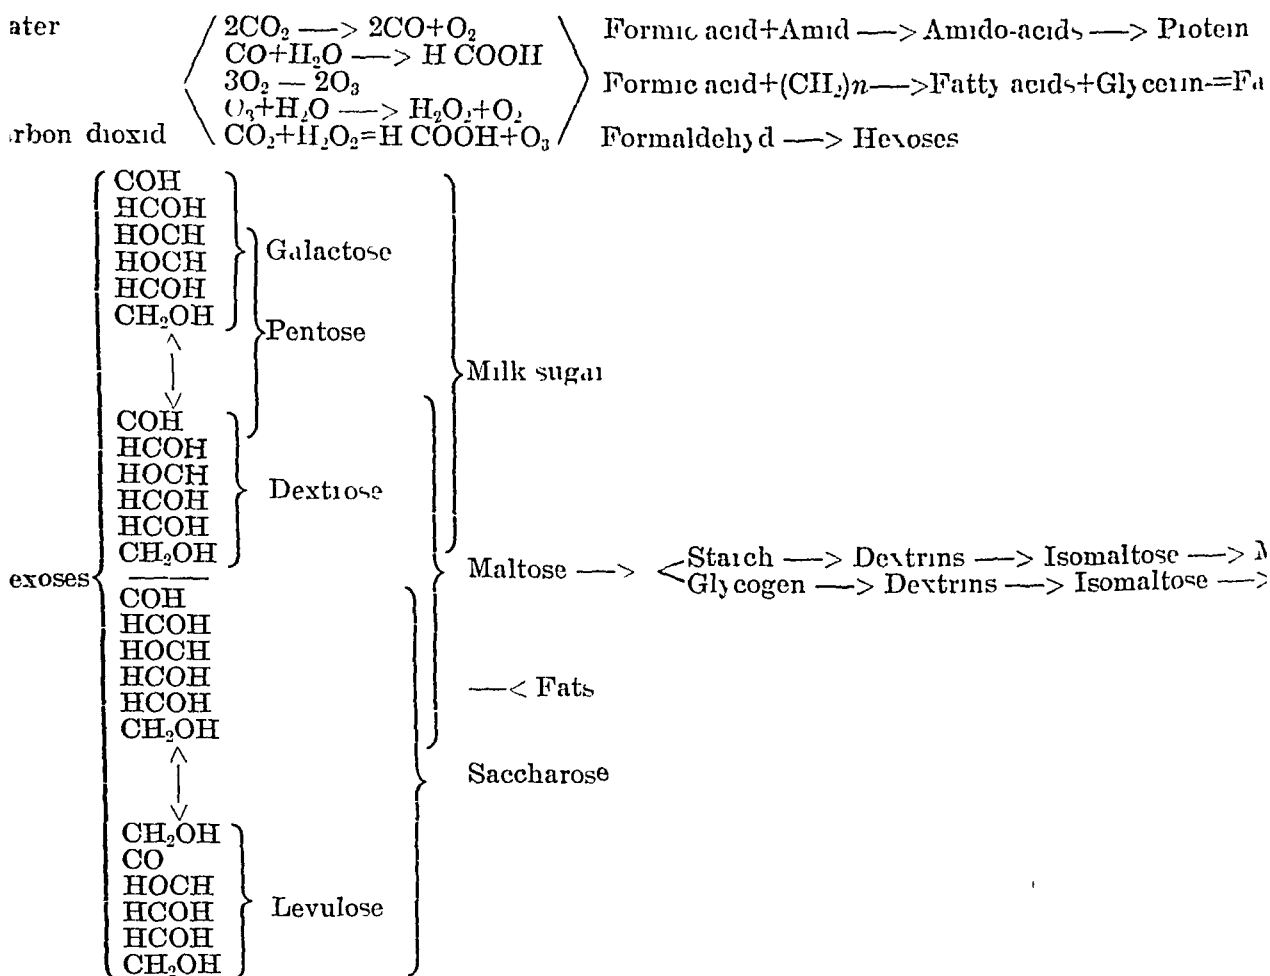 ater 2CO₂ —> 2CO+O₂ Formic acid+Amid —> Amido-acids —> Protein
CO+H₂O —> H COOH
3O₂ — 2O₃ Formic acid+(CH₂)n—>Fatty acids+Glycerin=Fa
O₃+H₂O —> H₂O₂+O₂
rbon dioxid CO₂+H₂O₂=H COOH+O₃ Formaldehyd —> Hexoses
COH
HCOH
HOCH
Galactose
HOCH
HCOH
CH₂OH
Pentose
Milk sugar
COH
HCOH
HOCH
Dextrose
HCOH
HCOH
CH₂OH
exoses Maltose —> <Starch —> Dextrins —> Isomaltose —> M
Glycogen —> Dextrins —> Isomaltose —>
COH
HCOH
HOCH
HCOH
HCOH —< Fats
CH₂OH
Saccharose
CH₂OH
CO
HOCH
Levulose
HCOH
HCOH
CH₂OH